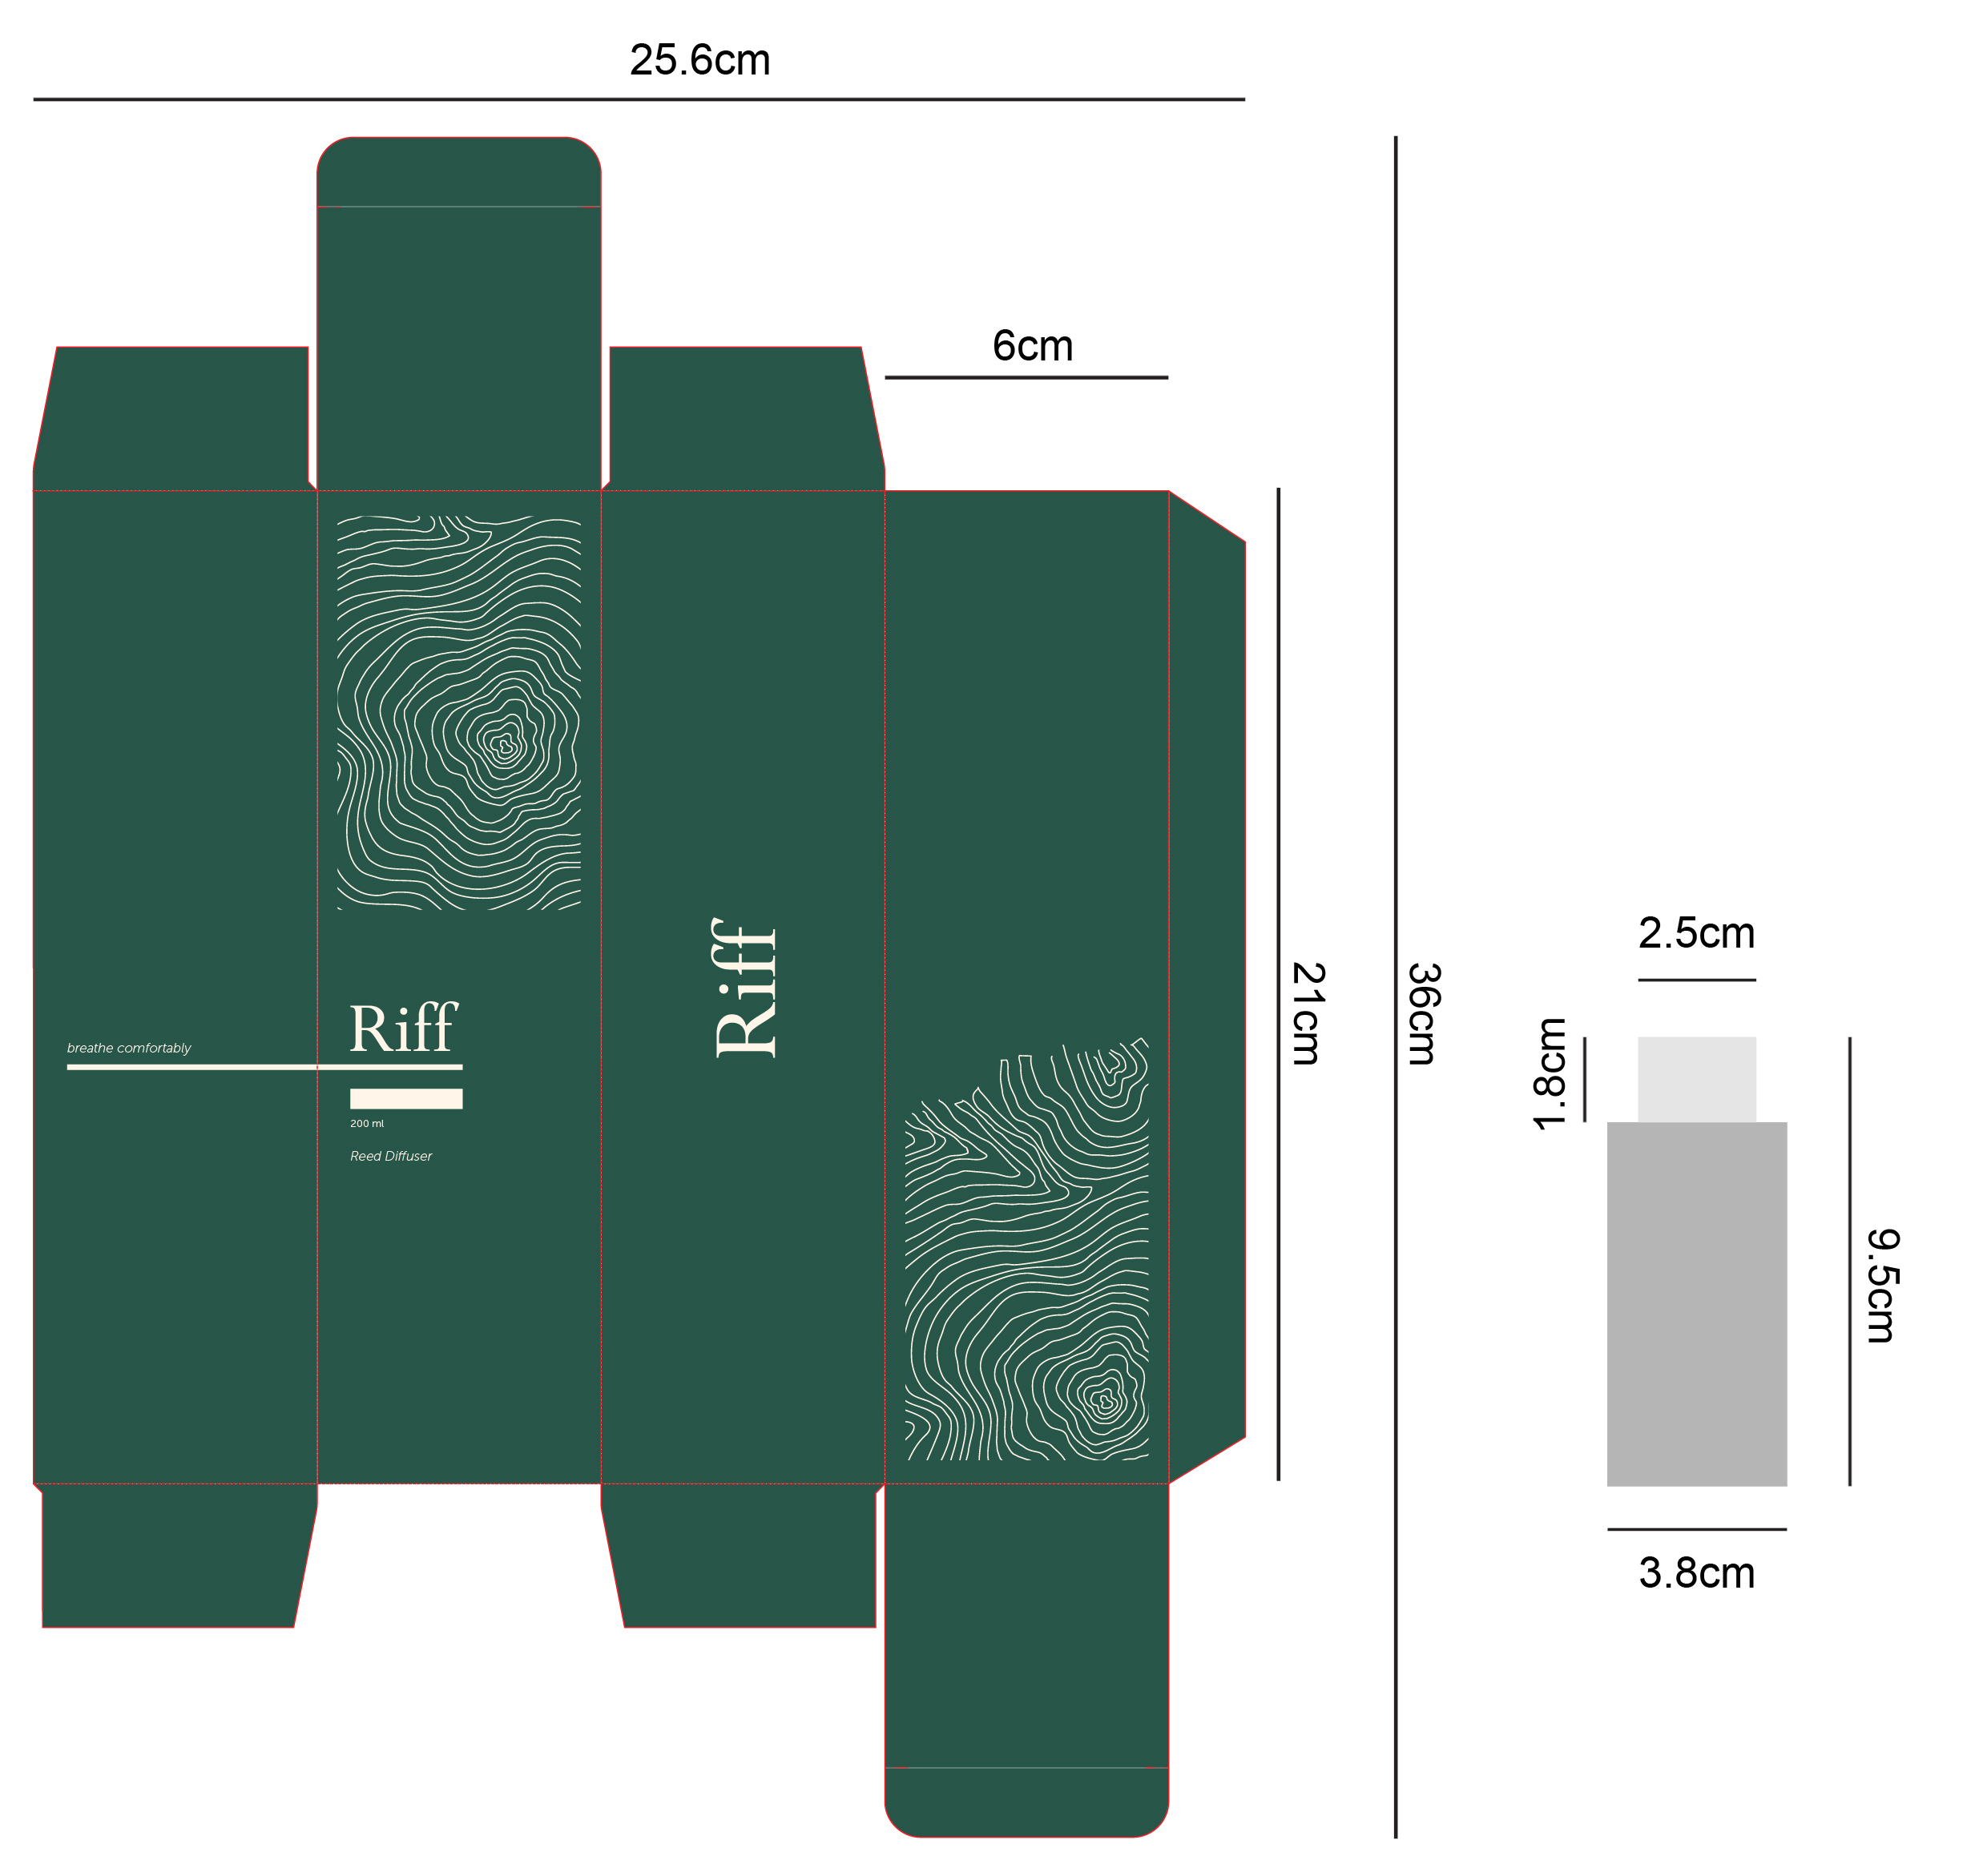 25.6cm
6cm
Riff
breathe comfortably
200 ml
Reed Diffuser
Riff
21cm
36cm
2.5cm
1.8cm
9.5cm
3.8cm